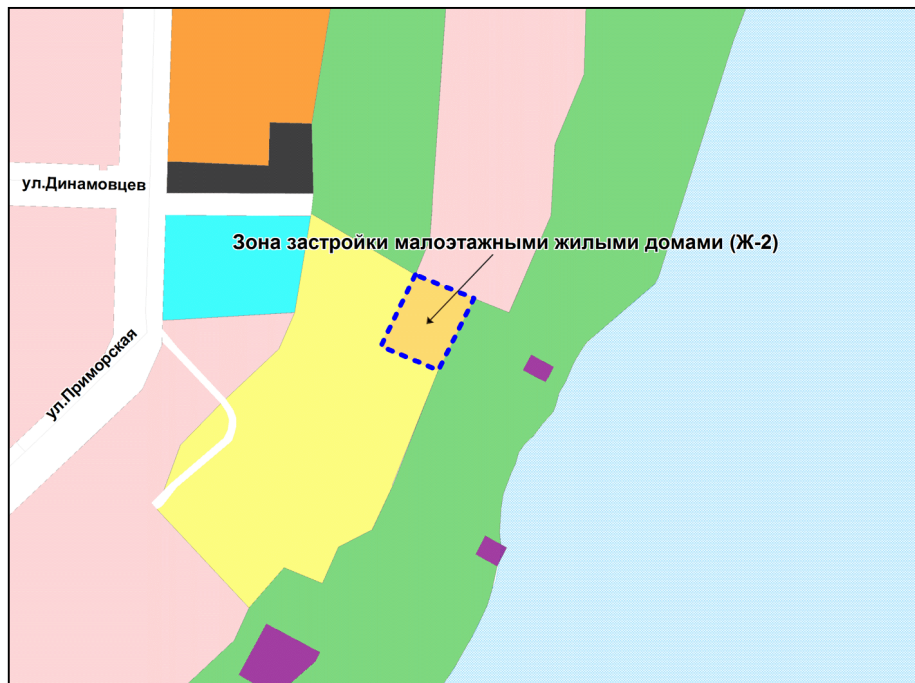 ул.Динамовцев
Зона застройки малоэтажными жилыми домами (Ж-2)
ул.Приморская